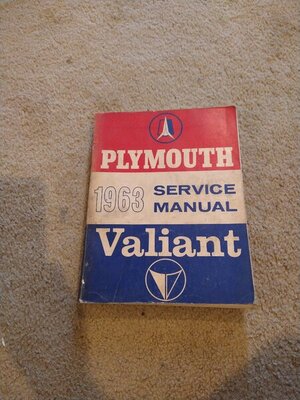 PLYMOUTH
1963 SERVICE
MANUAL
Valiant